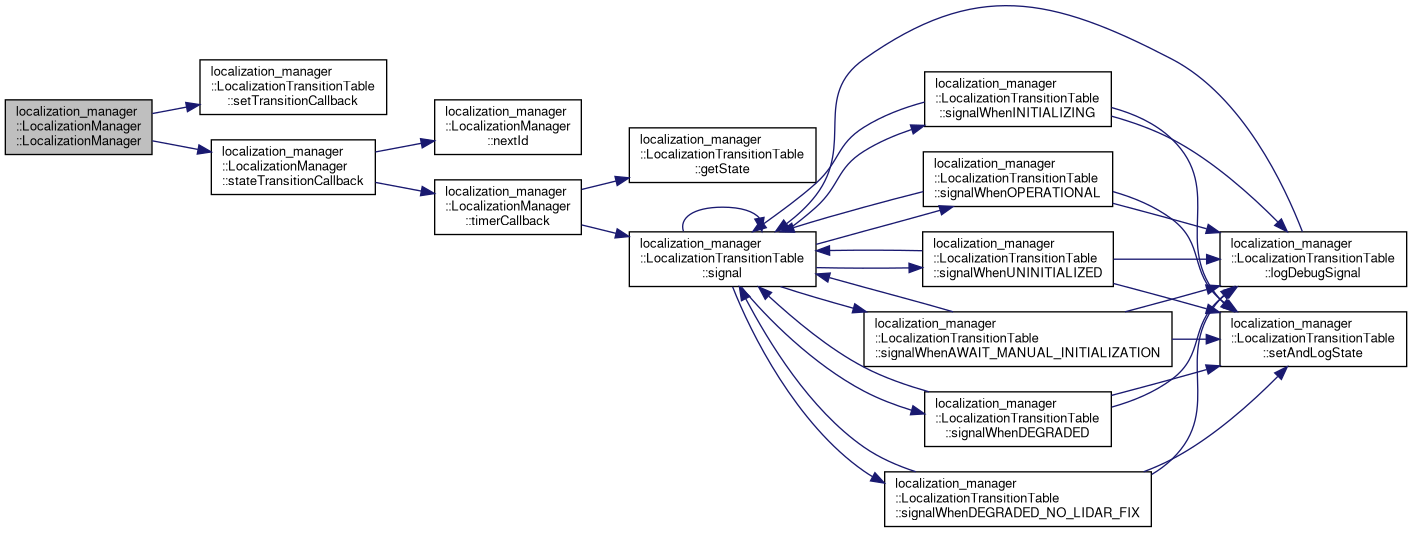 localization_manager
::LocalizationManager
::LocalizationManager
localization_manager
::LocalizationTransitionTable
::setTransitionCallback
localization_manager
::LocalizationManager
::stateTransitionCallback
localization_manager
::LocalizationManager
::nextId
localization_manager
::LocalizationManager
::timerCallback
localization_manager
::LocalizationTransitionTable
::getState
localization_manager
::LocalizationTransitionTable
::signal
localization_manager
::LocalizationTransitionTable
::signalWhenINITIALIZING
localization_manager
::LocalizationTransitionTable
::signalWhenOPERATIONAL
localization_manager
::LocalizationTransitionTable
::signalWhenUNINITIALIZED
localization_manager
::LocalizationTransitionTable
::signalWhenAWAIT_MANUAL_INITIALIZATION
localization_manager
::LocalizationTransitionTable
::signalWhenDEGRADED
localization_manager
::LocalizationTransitionTable
::signalWhenDEGRADED_NO_LIDAR_FIX
localization_manager
::LocalizationTransitionTable
::logDebugSignal
localization_manager
::LocalizationTransitionTable
::setAndLogState